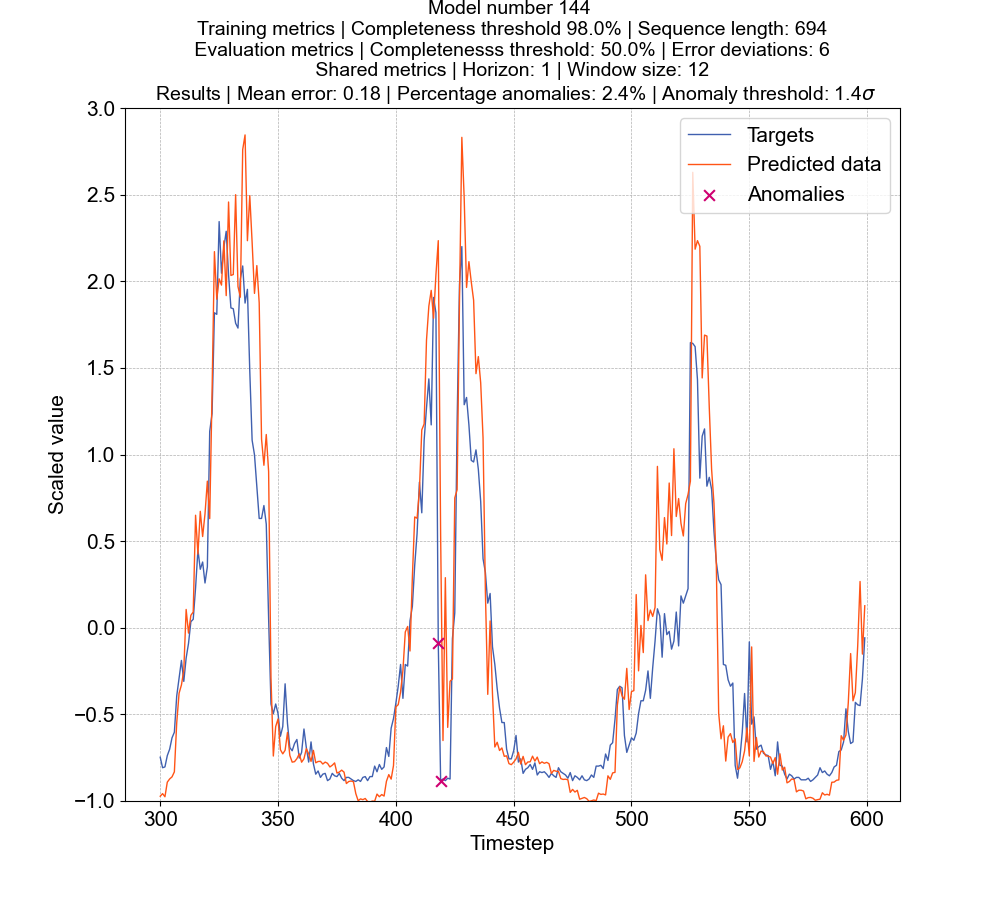 Model number 144
Training metrics | Completeness threshold 98.0% | Sequence length: 694
Evaluation metrics | Completenesss threshold: 50.0% | Error deviations: 6
Shared metrics | Horizon: 1 | Window size: 12
Results | Mean error: 0.18 | Percentage anomalies: 2.4% | Anomaly threshold: 1.4σ
Targets
Predicted data
Anomalies
Scaled value
3.0
2.5
2.0
1.5
1.0
0.5
0.0
−0.5
−1.0
300 350 400 450 500 550 600
Timestep